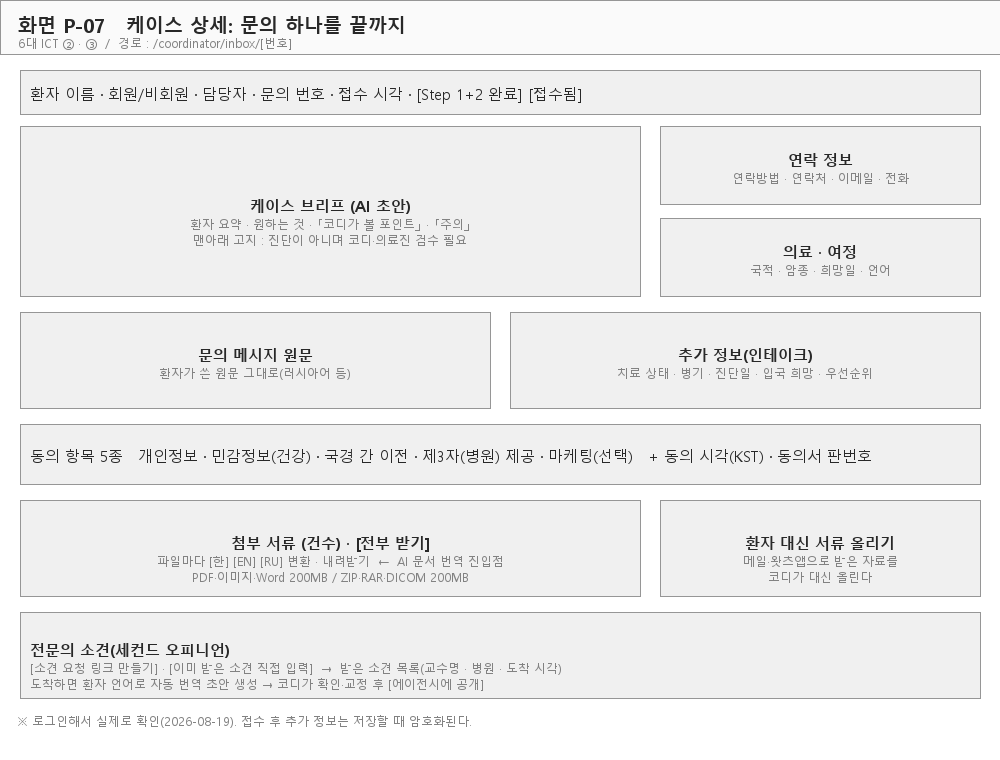 화면 P-07 케이스 상세: 문의 하나를 끝까지
6대 ICT ② · ③ / 경로 : /coordinator/inbox/[번호]
환자 이름 · 회원/비회원 · 담당자 · 문의 번호 · 접수 시각 · [Step 1+2 완료] [접수됨]
케이스 브리프 (AI 초안)
환자 요약 · 원하는 것 · 「코디가 볼 포인트」 · 「주의」
맨아래 고지 : 진단이 아니며 코디·의료진 검수 필요
연락 정보
연락방법 · 연락처 · 이메일 · 전화
의료 · 여정
국적 · 암종 · 희망일 · 언어
문의 메시지 원문
환자가 쓴 원문 그대로(러시아어 등)
추가 정보(인테이크)
치료 상태 · 병기 · 진단일 · 입국 희망 · 우선순위
동의 항목 5종 개인정보 · 민감정보(건강) · 국경 간 이전 · 제3자(병원) 제공 · 마케팅(선택) + 동의 시각(KST) · 동의서 판번호
첨부 서류 (건수) · [전부 받기]
파일마다 [한] [EN] [RU] 변환 · 내려받기 ← AI 문서 번역 진입점
PDF·이미지·Word 200MB / ZIP·RAR·DICOM 200MB
환자 대신 서류 올리기
메일·왓츠앱으로 받은 자료를
코디가 대신 올린다
전문의 소견(세컨드 오피니언)
[소견 요청 링크 만들기] · [이미 받은 소견 직접 입력] → 받은 소견 목록(교수명 · 병원 · 도착 시각)
도착하면 환자 언어로 자동 번역 초안 생성 → 코디가 확인·교정 후 [에이전시에 공개]
※ 로그인해서 실제로 확인(2026-08-19). 접수 후 추가 정보는 저장할 때 암호화된다.